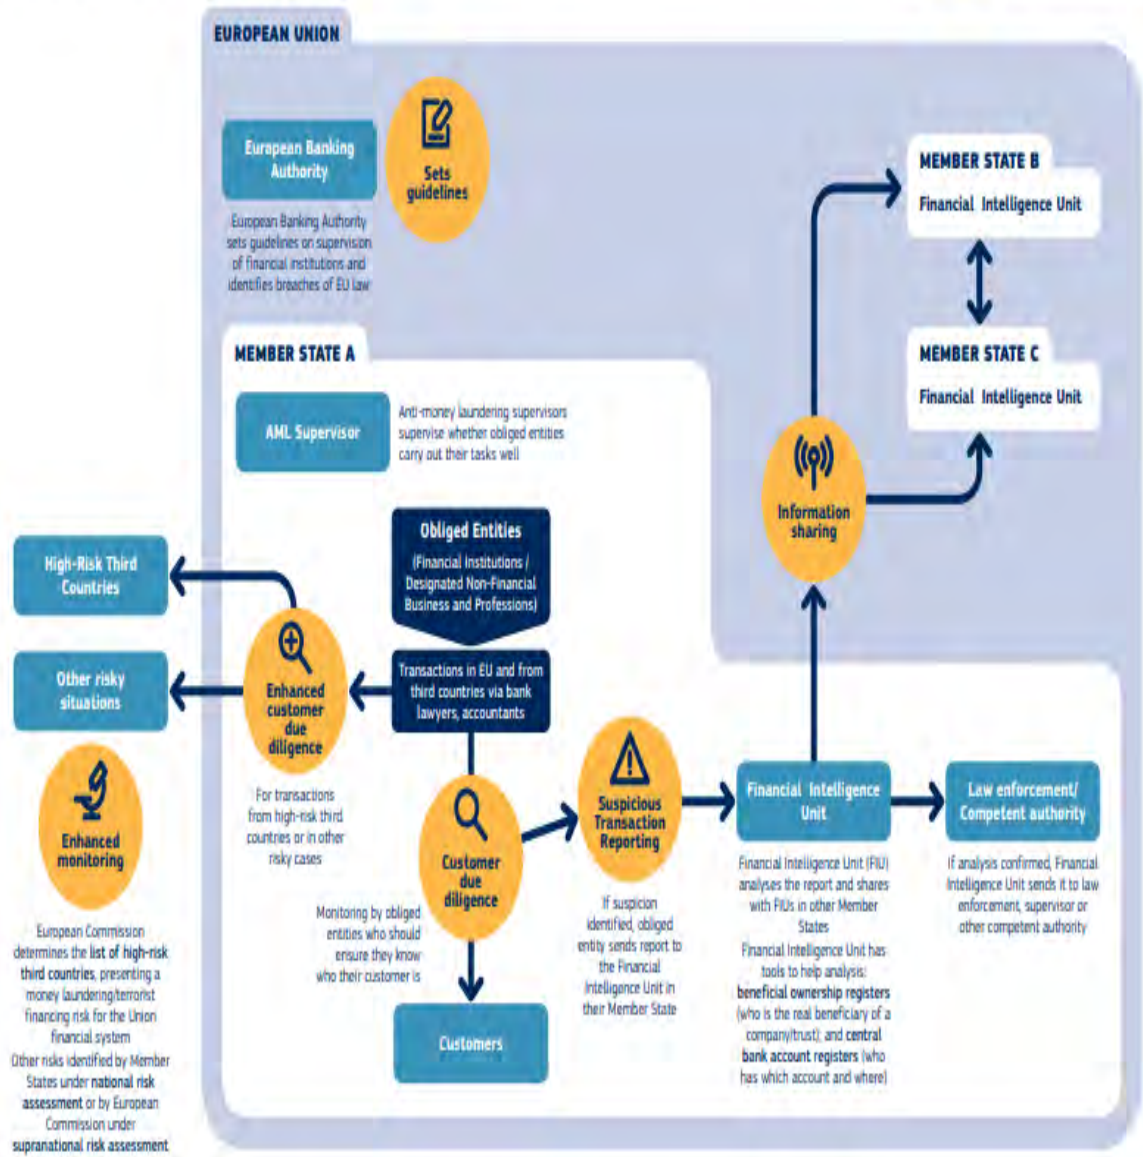 EUROPEAN UNION
European Banking
Authority
Sets
guidelines
European Banking Authority
sets guidelines on supervision
of financial institutions and
identifies breaches of EU law
MEMBER STATE B
Financial Intelligence Unit
MEMBER STATE C
Financial Intelligence Unit
MEMBER STATE A
AML Supervisor
Anti-money laundering supervisors
supervise whether obliged entities
carry out their tasks well
Information
sharing
Obliged Entities
(Financial Institutions /
Designated Non-Financial
Business and Professions)
High-Risk Third
Countries
Other risky
situations
Enhanced
customer
due
diligence
Transactions in EU and from
third countries via bank
lawyers, accountants
For transactions
from high-risk third
countries or in other
risky cases
Enhanced
monitoring
European Commission
determines the list of high-risk
third countries, presenting a
money laundering/terrorist
financing risk for the Union
financial system
Other risks identified by Member
States under national risk
assessment or by European
Commission under
supranational risk assessment
Customer
due
diligence
Monitoring by obliged
entities who should
ensure they know
who their customer is
Customers
Suspicious
Transaction
Reporting
If suspicion
identified, obliged
entity sends report to
the Financial
Intelligence Unit in
their Member State
Financial Intelligence
Unit
Financial Intelligence Unit (FIU)
analyses the report and shares
with FIUs in other Member
States
Financial Intelligence Unit has
tools to help analysis:
beneficial ownership registers
(who is the real beneficiary of a
company/trust); and central
bank account registers (who
has which account and where)
Law enforcement/
Competent authority
If analysis confirmed, Financial
Intelligence Unit sends it to law
enforcement, supervisor or
other competent authority